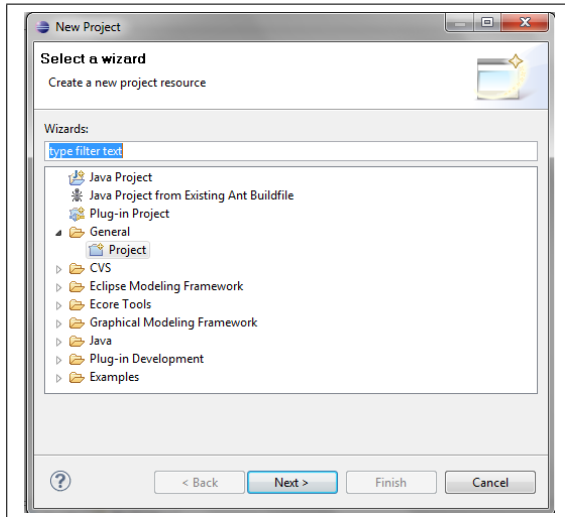 New Project
Select a wizard
Create a new project resource
Wizards:
type filter text
Java Project
Java Project from Existing Ant Buildfile
Plug-in Project
General
Project
CVS
Eclipse Modeling Framework
Ecore Tools
Graphical Modeling Framework
Java
Plug-in Development
Examples
? < Back Next > Finish Cancel